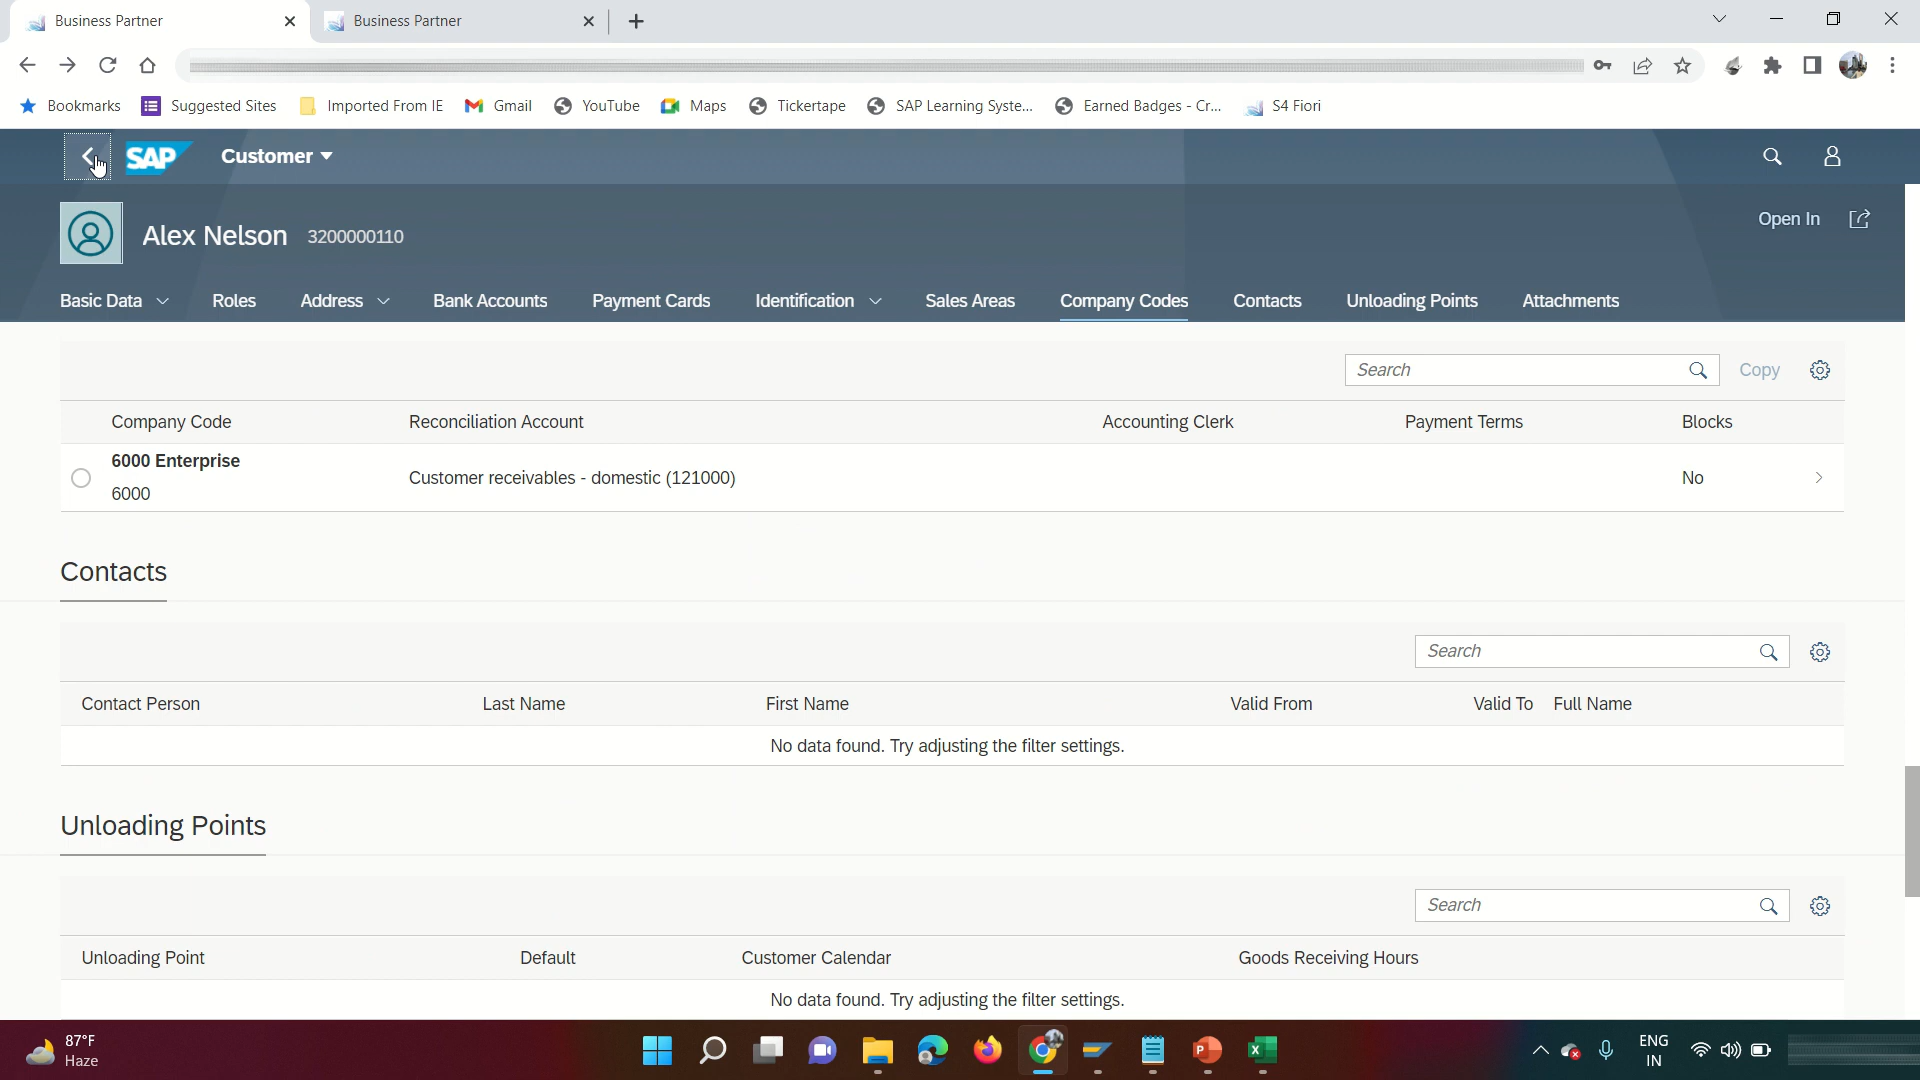 Business Partner
Business Partner
Bookmarks Suggested Sites Imported From IE Gmail YouTube Maps Tickertape SAP Learning Syste... Earned Badges - Cr... S4 Fiori
SAP Customer
Alex Nelson 3200000110 Open In
Basic Data Roles Address Bank Accounts Payment Cards Identification Sales Areas Company Codes Contacts Unloading Points Attachments
Search Copy
Company Code Reconciliation Account Accounting Clerk Payment Terms Blocks
6000 Enterprise
6000
Customer receivables - domestic (121000) No
Contacts
Search
Contact Person Last Name First Name Valid From Valid To Full Name
No data found. Try adjusting the filter settings.
Unloading Points
Search
Unloading Point Default Customer Calendar Goods Receiving Hours
No data found. Try adjusting the filter settings.
87°F
Haze
ENG
IN